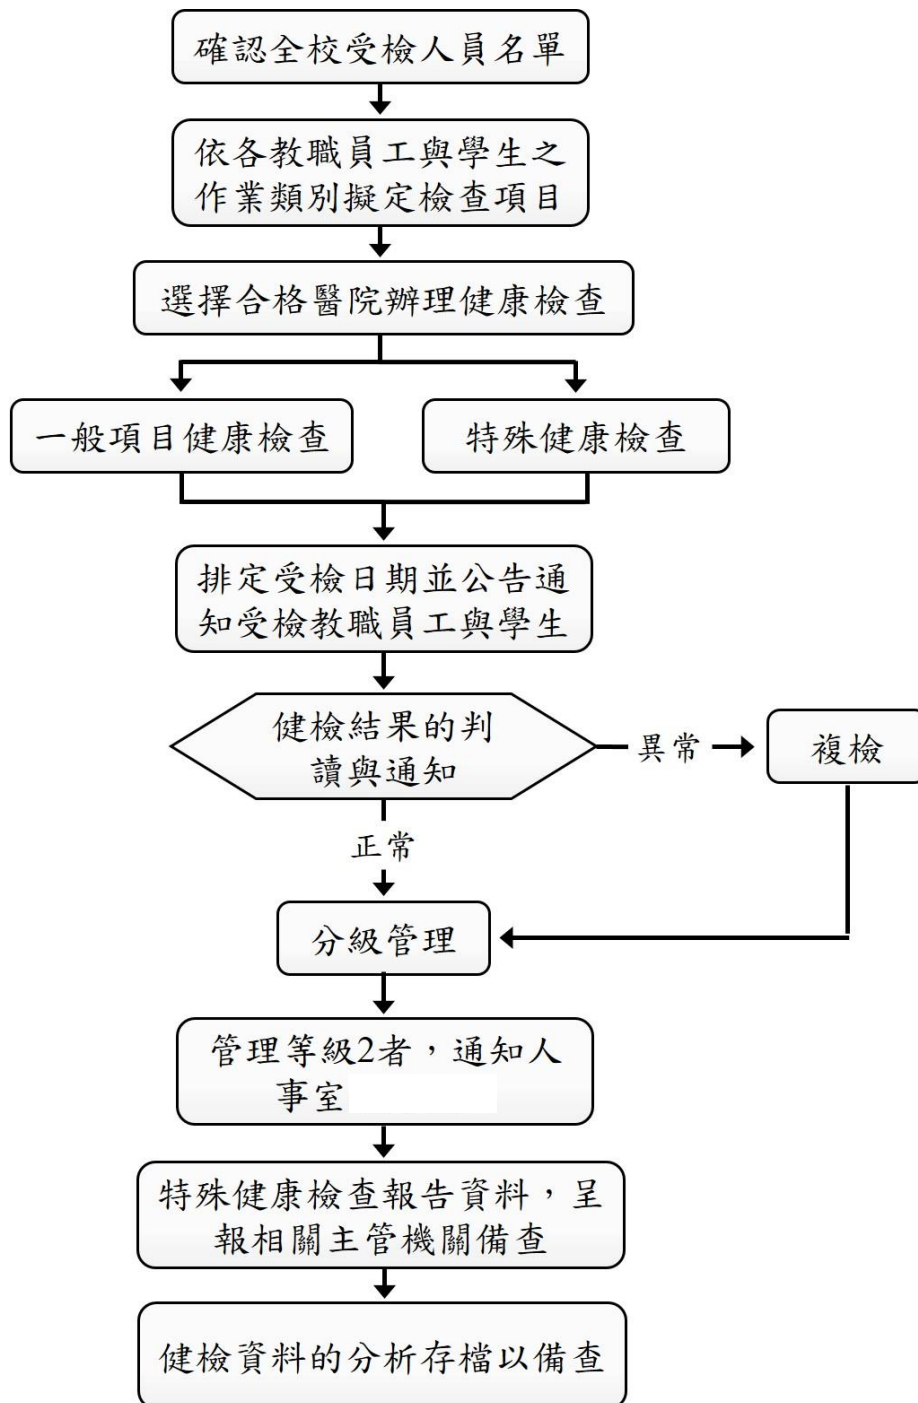 確認全校受檢人員名單
依各教職員工與學生之
作業類別擬定檢查項目
選擇合格醫院辦理健康檢查
一般項目健康檢查
特殊健康檢查
排定受檢日期並公告通
知受檢教職員工與學生
健檢結果的判
讀與通知
異常
複檢
正常
分級管理
管理等級2者，通知人
事室
特殊健康檢查報告資料，呈
報相關主管機關備查
健檢資料的分析存檔以備查